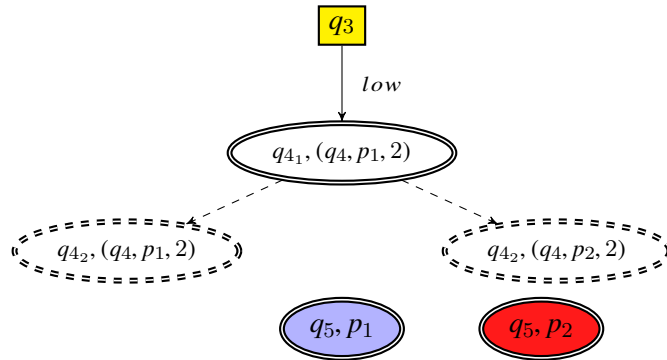 q₃
low
q₄₁, (q₄, p₁, 2)
q₄₂, (q₄, p₁, 2) q₄₂, (q₄, p₂, 2)
q₅, p₁ q₅, p₂